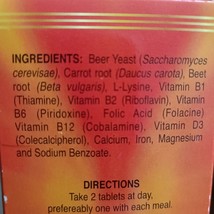 INGREDIENTS: Beer Yeast (Saccharomyces
cerevisae), Carrot root (Daucus carota), Beet
root (Beta vulgaris), L-Lysine, Vitamin B1
(Thiamine), Vitamin B2 (Riboflavin), Vitamin
B6 (Piridoxine), Folic Acid (Folacine)
Vitamin B12 (Cobalamine), Vitamin D3
(Colecalcipherol), Calcium, Iron, Magnesium
and Sodium Benzoate.
DIRECTIONS
Take 2 tablets at day,
prefereably one with each meal.